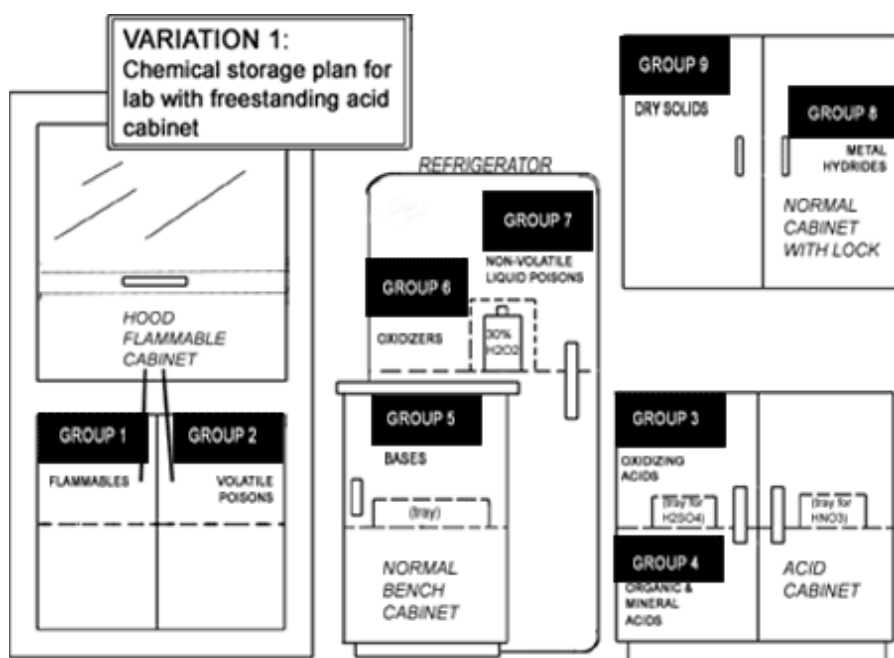 VARIATION 1:
Chemical storage plan for
lab with freestanding acid
cabinet
HOOD
FLAMMABLE
CABINET
GROUP 1
FLAMMABLES
GROUP 2
VOLATILE
POISONS
REFRIGERATOR
GROUP 7
NON-VOLATILE
LIQUID POISONS
GROUP 6
OXIDIZERS
30%
H2O2
GROUP 5
BASES
(tray)
NORMAL
BENCH
CABINET
GROUP 9
DRY SOLIDS
GROUP 8
METAL
HYDRIDES
NORMAL
CABINET
WITH LOCK
GROUP 3
OXIDIZING
ACIDS
(tray for
H2SO4)
(tray for
HNO3)
GROUP 4
ORGANIC &
MINERAL
ACIDS
ACID
CABINET